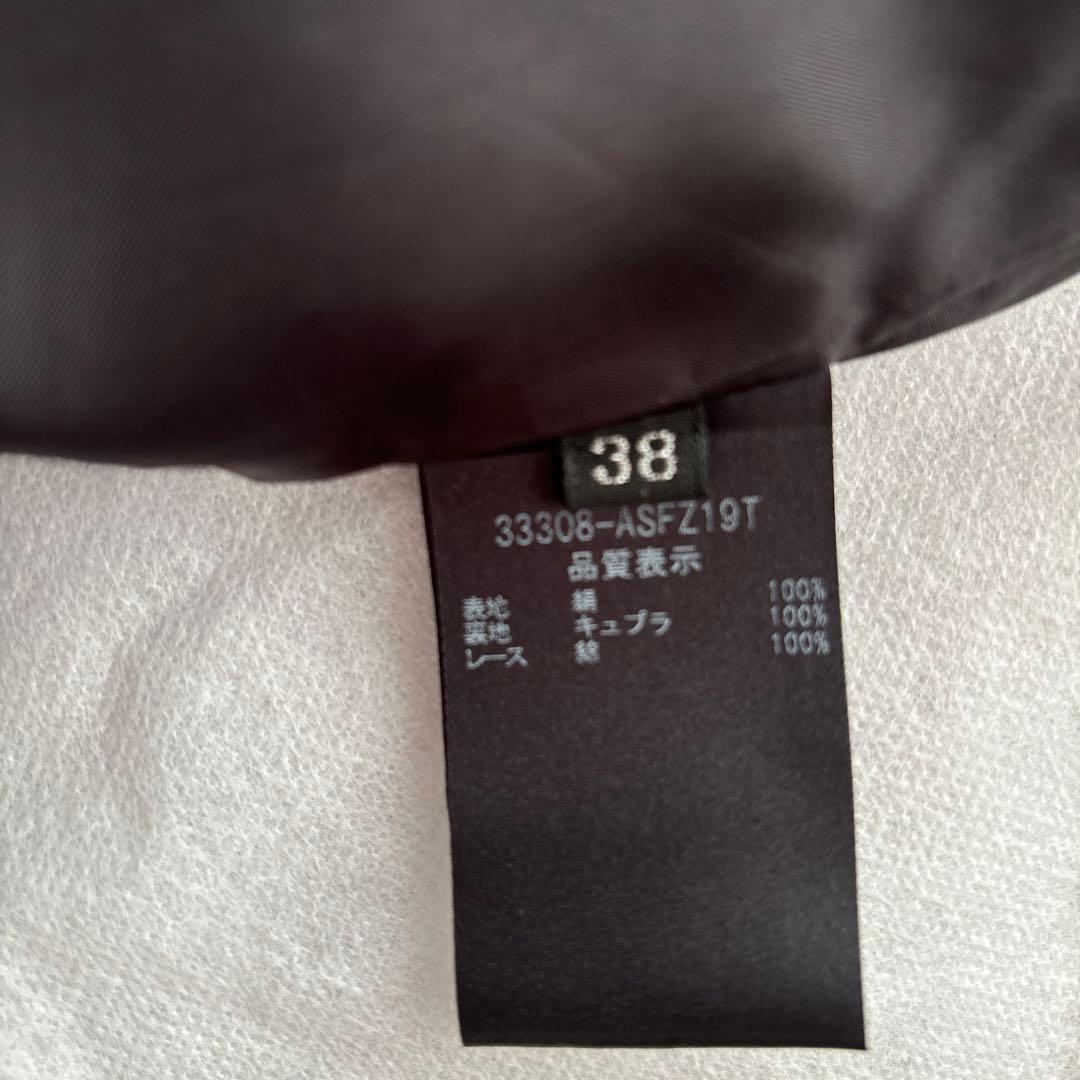 38
33308-ASFZ19T
品質表示
表地 絹 100%
裏地 キュプラ 100%
レース 綿 100%